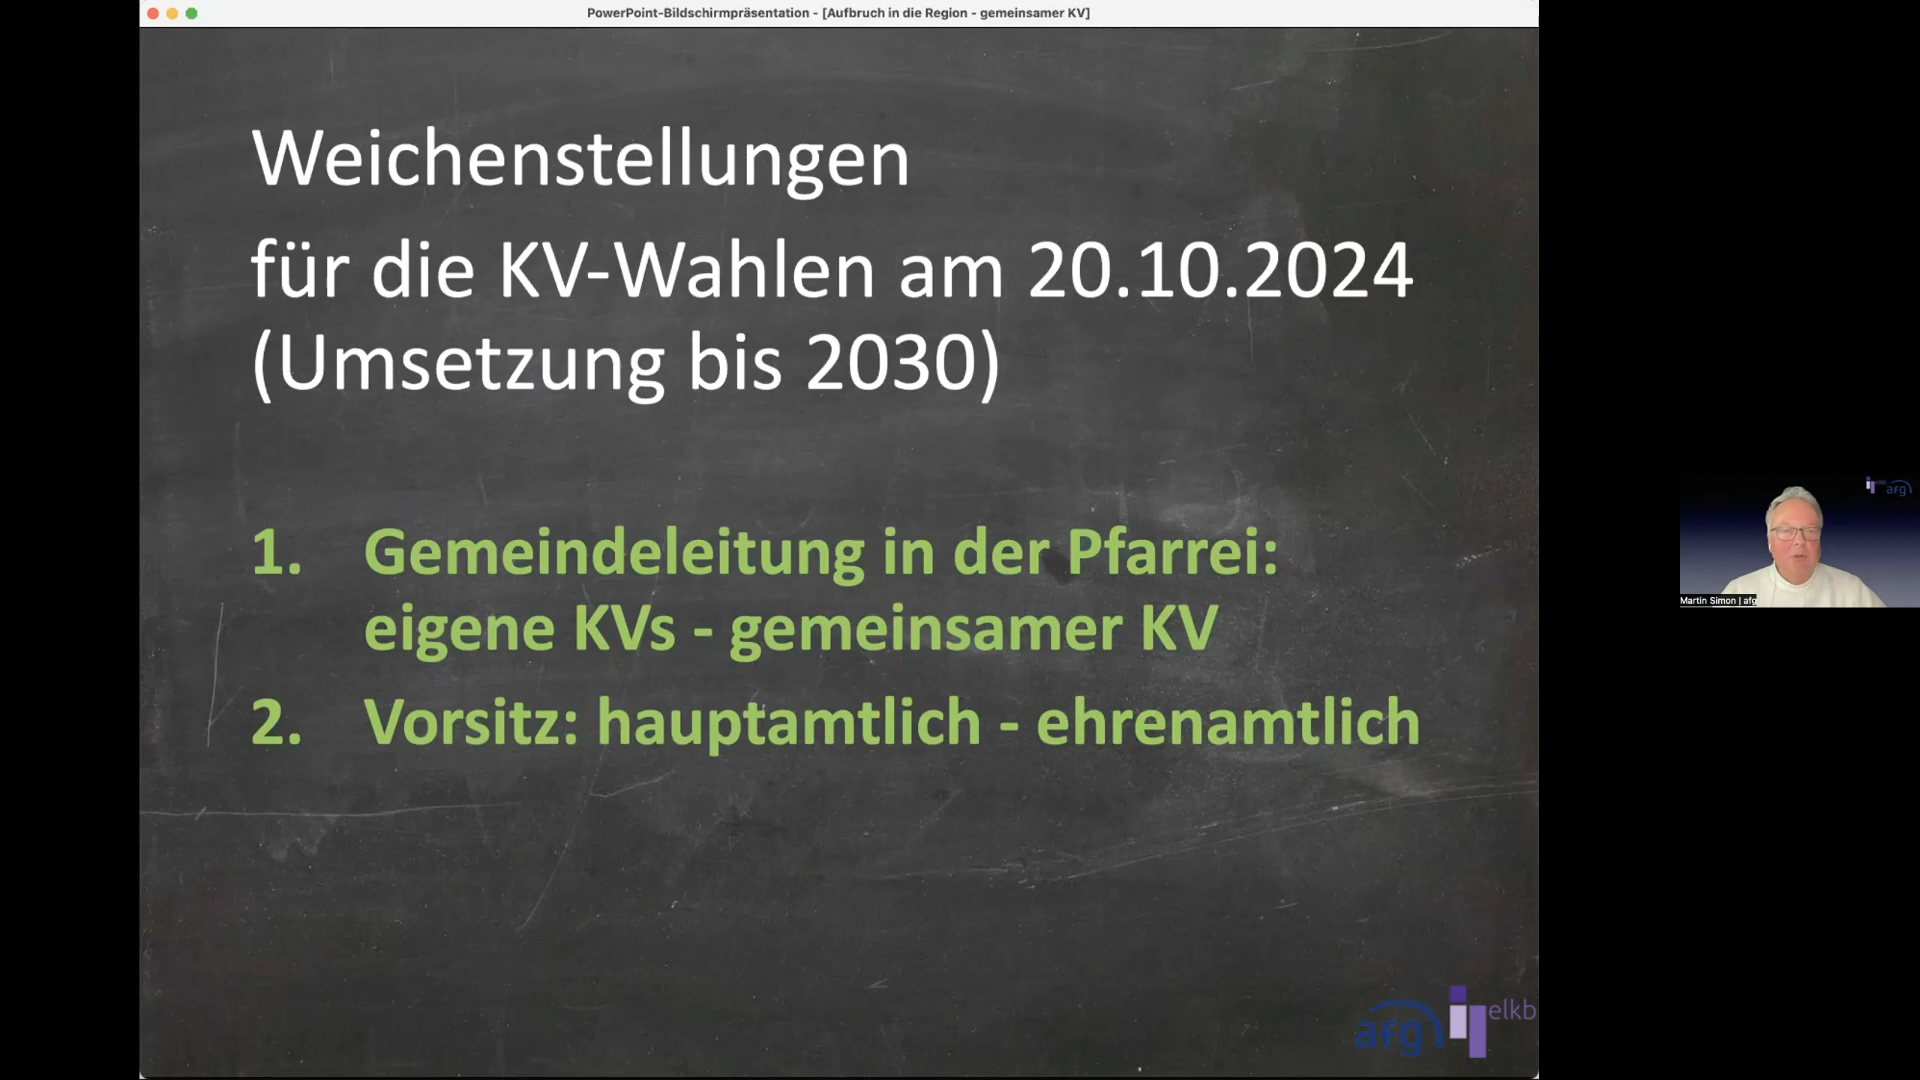 PowerPoint-Bildschirmpräsentation - [Aufbruch in die Region - gemeinsamer KV]
Weichenstellungen
für die KV-Wahlen am 20.10.2024
(Umsetzung bis 2030)
1. Gemeindeleitung in der Pfarrei:
eigene KVs - gemeinsamer KV
2. Vorsitz: hauptamtlich - ehrenamtlich
afg elkb
elkb afg
Martin Simon | afg